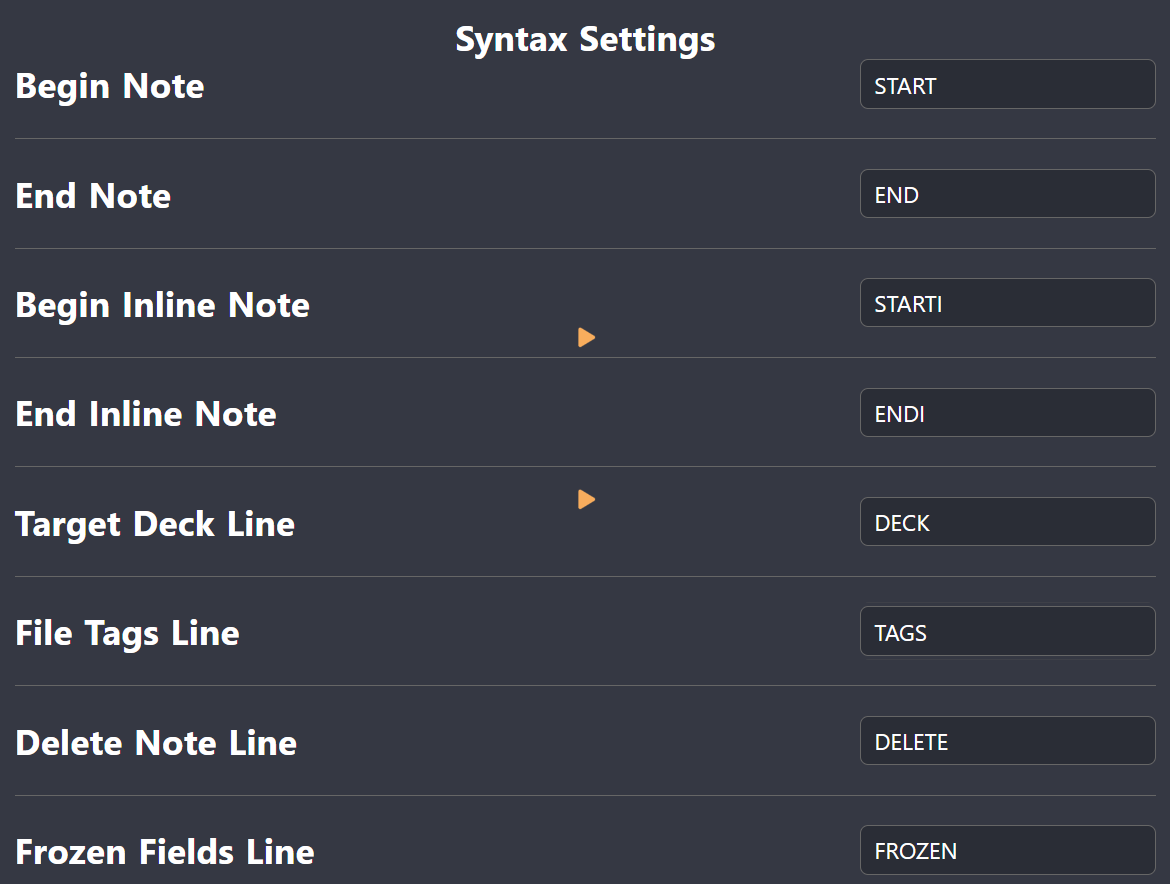 Syntax Settings
Begin Note START
End Note END
Begin Inline Note STARTI
End Inline Note ENDI
Target Deck Line DECK
File Tags Line TAGS
Delete Note Line DELETE
Frozen Fields Line FROZEN